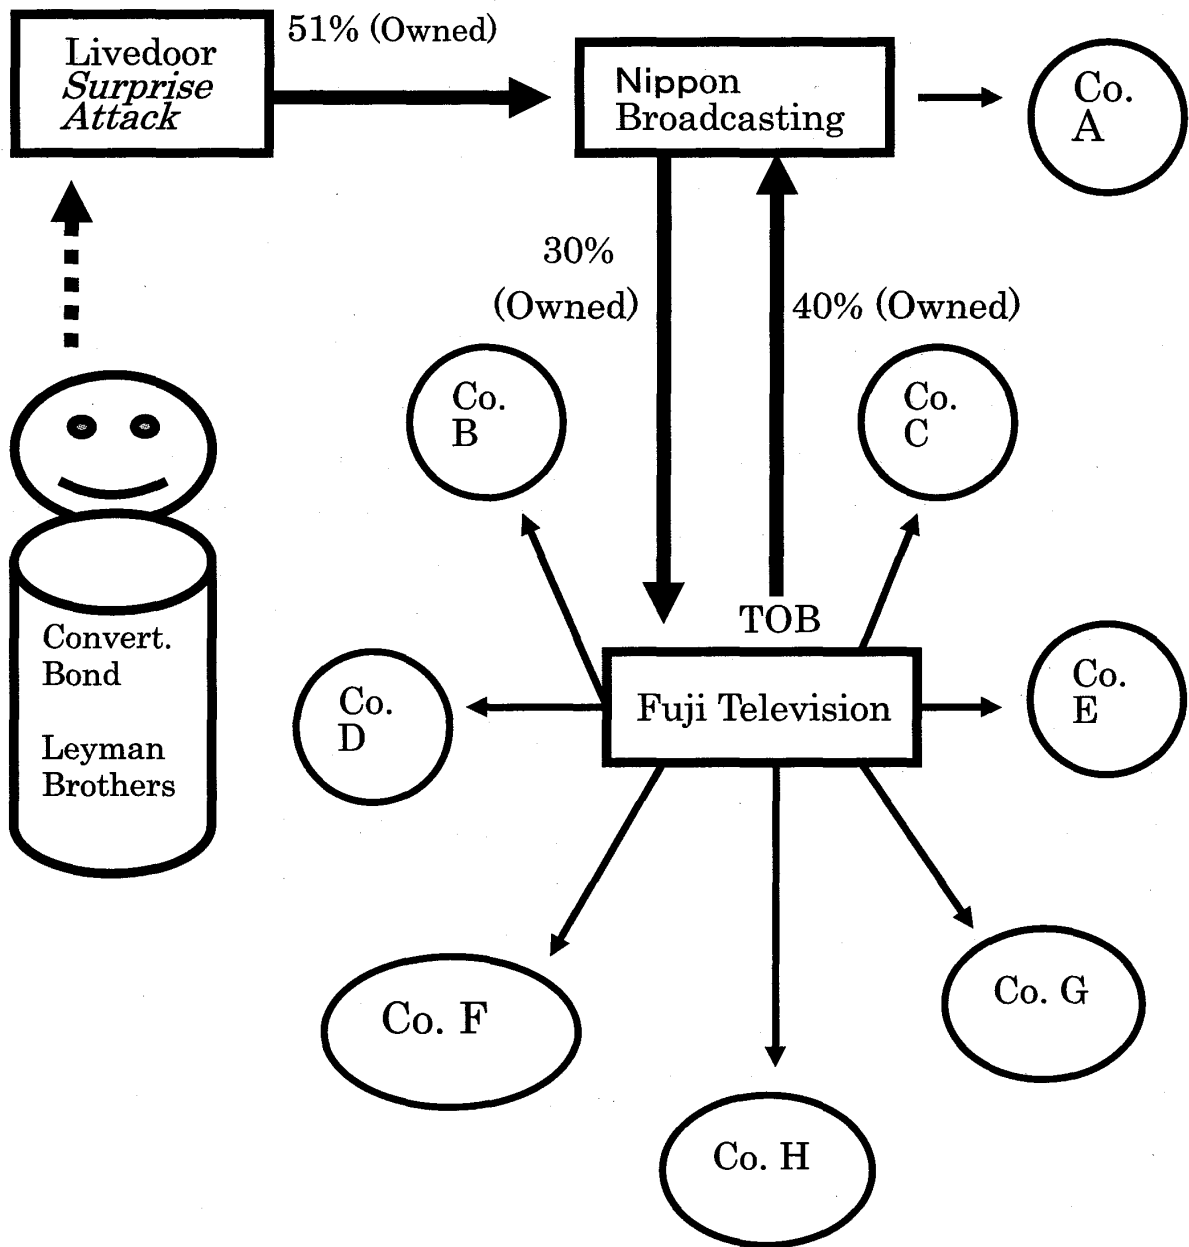 51% (Owned)
Livedoor
Surprise
Attack
Nippon
Broadcasting
Co.
A
30%
(Owned)
40% (Owned)
Co.
B
Co.
C
TOB
Convert.
Bond
Leyman
Brothers
Co.
D
Fuji Television
Co.
E
Co. F
Co. G
Co. H